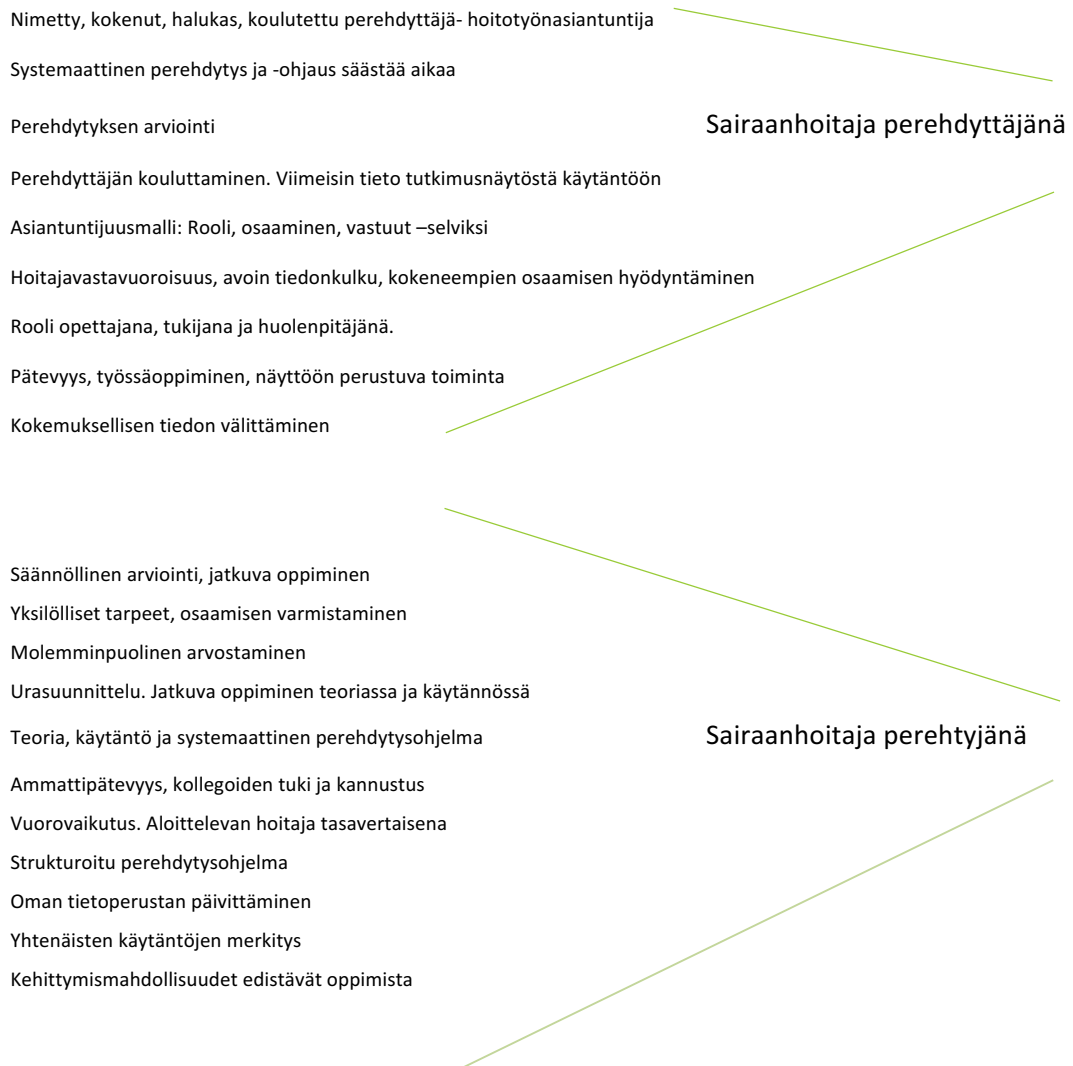 Nimetty, kokenut, halukas, koulutettu perehdyttäjä- hoitotyönasiantuntija
Systemaattinen perehdytys ja -ohjaus säästää aikaa
Perehdytyksen arviointi
Sairaanhoitaja perehdyttäjänä
Perehdyttäjän kouluttaminen. Viimeisin tieto tutkimusnäytöstä käytäntöön
Asiantuntijuusmalli: Rooli, osaaminen, vastuut –selviksi
Hoitajavastavuoroisuus, avoin tiedonkulku, kokeneempien osaamisen hyödyntäminen
Rooli opettajana, tukijana ja huolenpitäjänä.
Pätevyys, työssäoppiminen, näyttöön perustuva toiminta
Kokemuksellisen tiedon välittäminen
Säännöllinen arviointi, jatkuva oppiminen
Yksilölliset tarpeet, osaamisen varmistaminen
Molemminpuolinen arvostaminen
Urasuunnittelu. Jatkuva oppiminen teoriassa ja käytännössä
Teoria, käytäntö ja systemaattinen perehdytysohjelma
Sairaanhoitaja perehtyjänä
Ammattipätevyys, kollegoiden tuki ja kannustus
Vuorovaikutus. Aloittelevan hoitaja tasavertaisena
Strukturoitu perehdytysohjelma
Oman tietoperustan päivittäminen
Yhtenäisten käytäntöjen merkitys
Kehittymismahdollisuudet edistävät oppimista